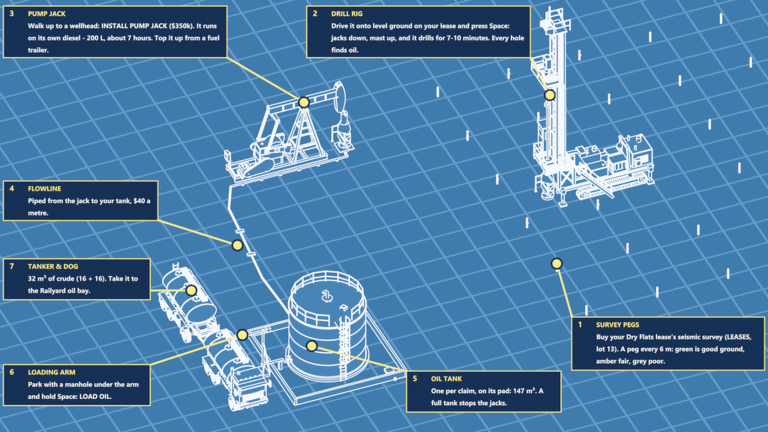 3 PUMP JACK
Walk up to a wellhead: INSTALL PUMP JACK ($350k). It runs
on its own diesel - 200 L, about 7 hours. Top it up from a fuel
trailer.
2 DRILL RIG
Drive it onto level ground on your lease and press Space:
jacks down, mast up, and it drills for 7-10 minutes. Every hole
finds oil.
4 FLOWLINE
Piped from the jack to your tank, $40 a
metre.
7 TANKER & DOG
32 m³ of crude (16 + 16). Take it to
the Railyard oil bay.
1 SURVEY PEGS
Buy your Dry Flats lease's seismic survey (LEASES,
lot 13). A peg every 6 m: green is good ground,
amber fair, grey poor.
6 LOADING ARM
Park with a manhole under the arm
and hold Space: LOAD OIL.
5 OIL TANK
One per claim, on its pad: 147 m³. A
full tank stops the jacks.